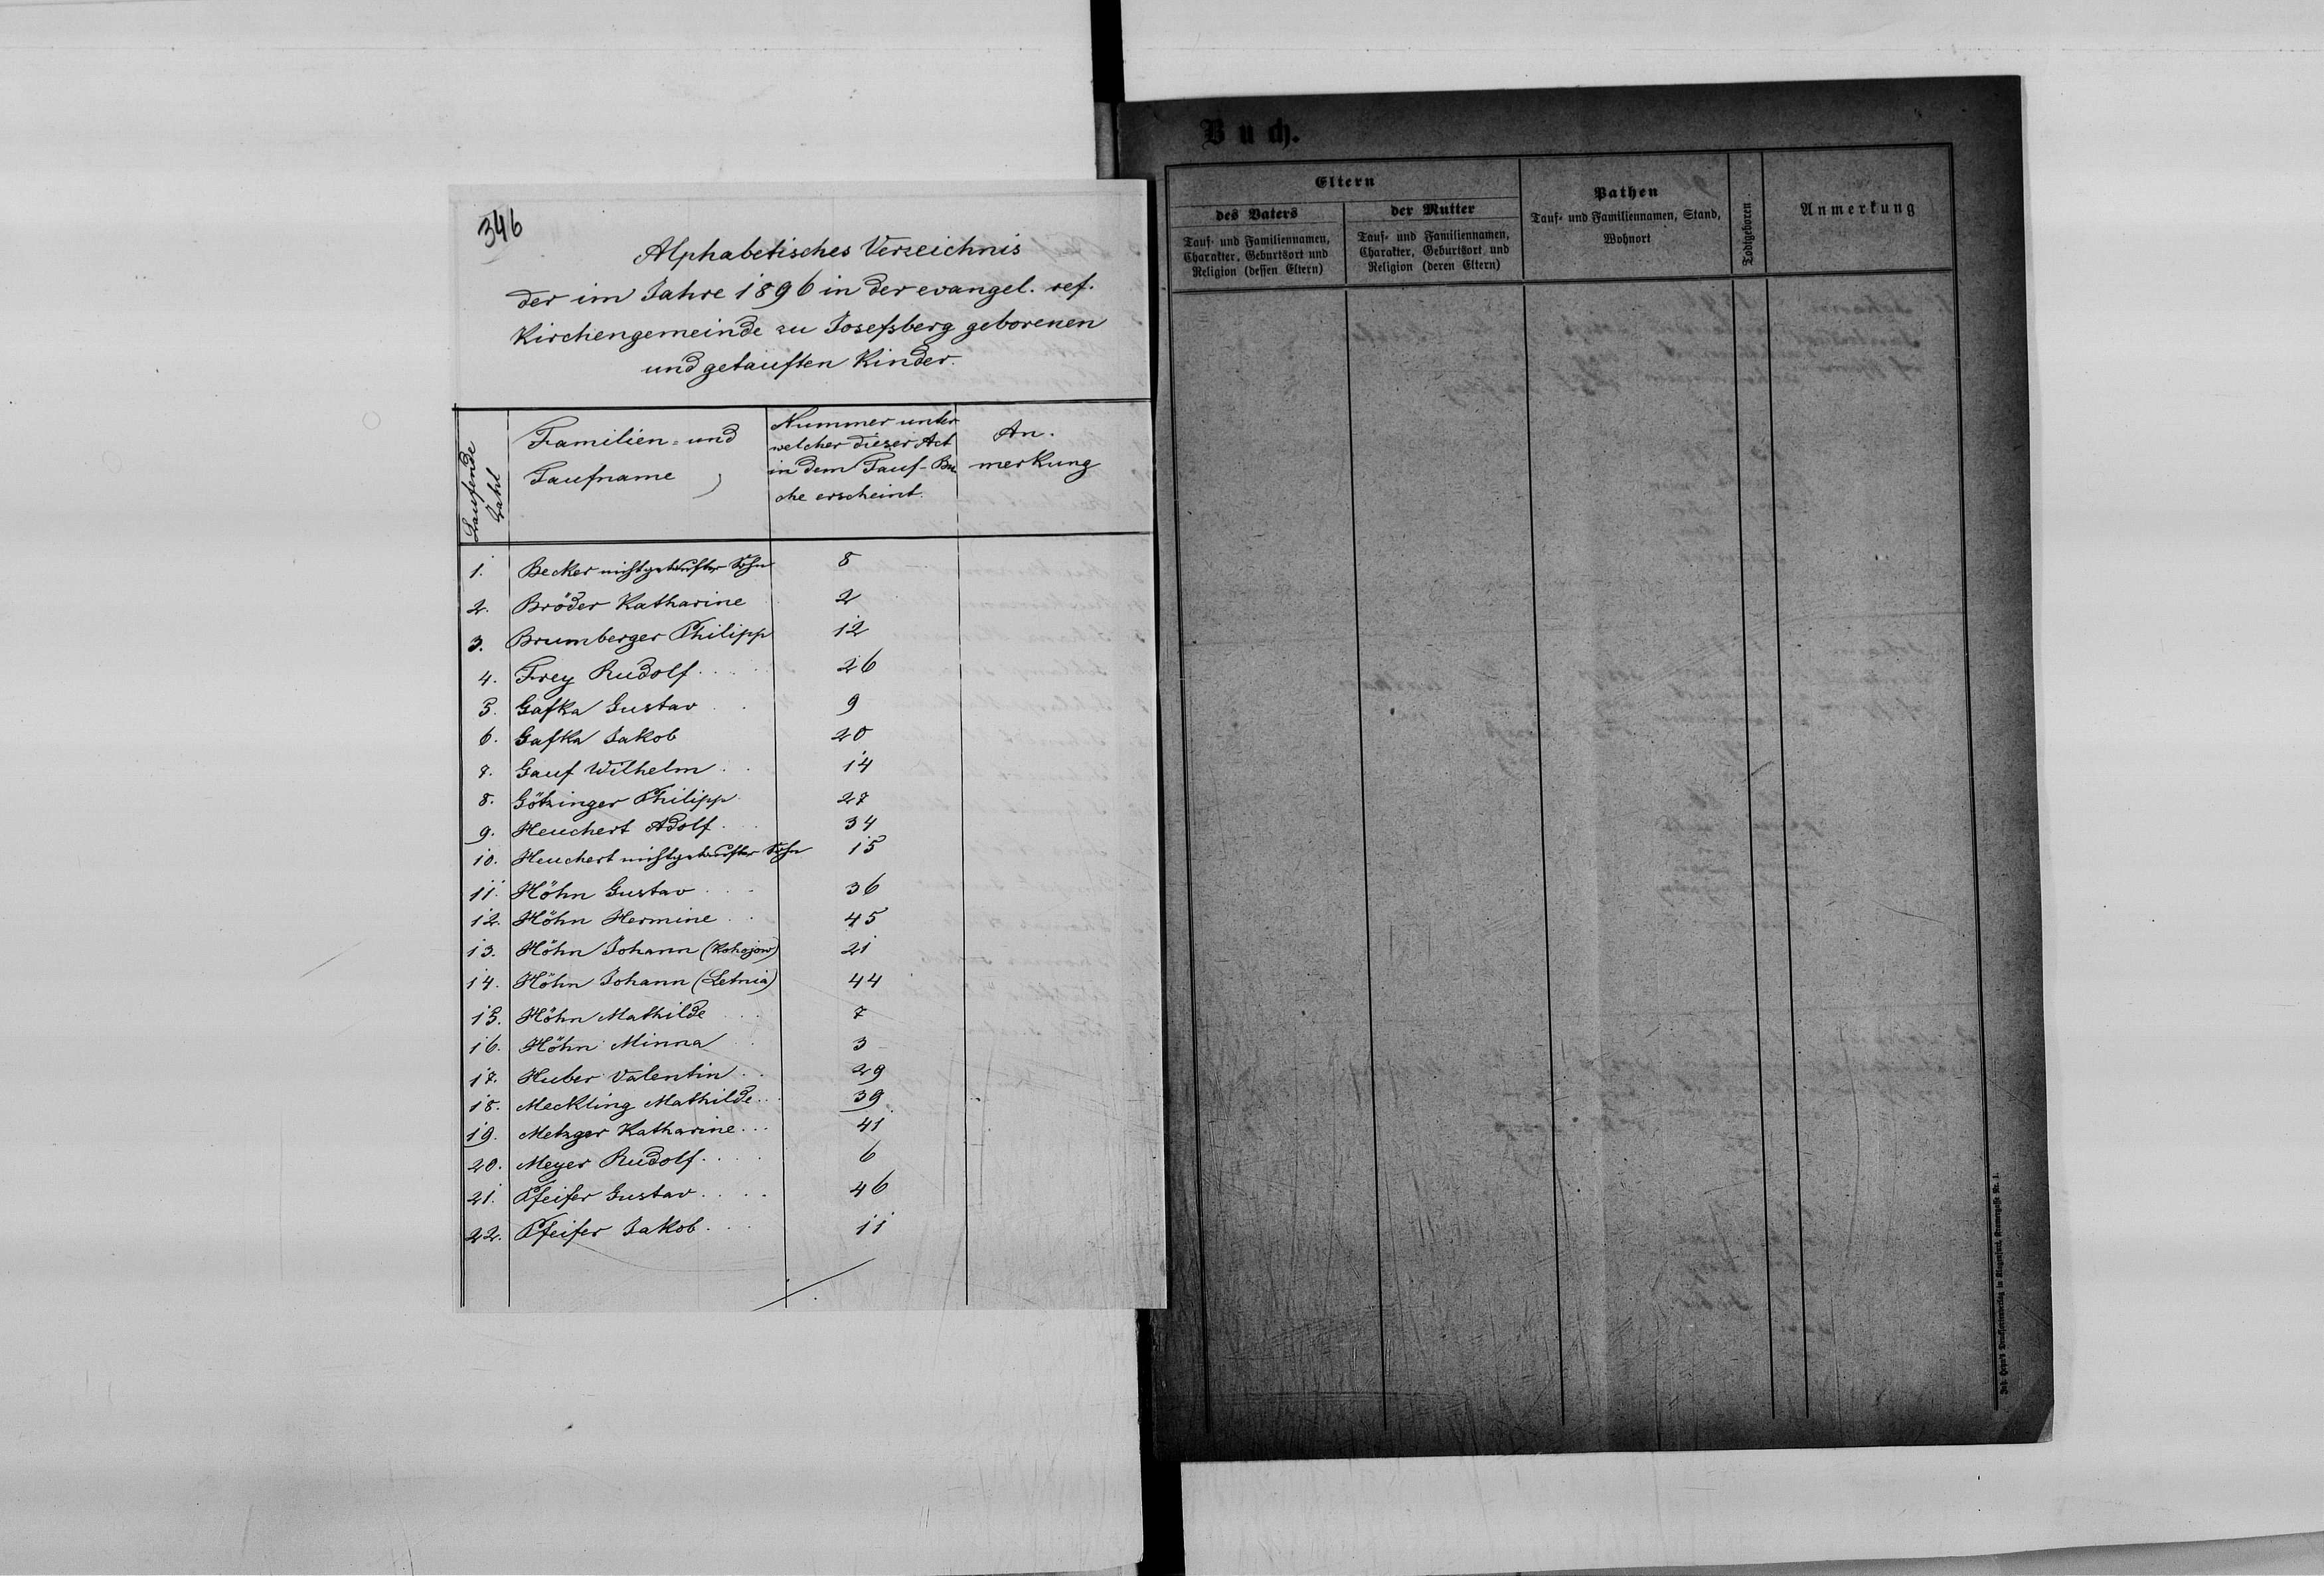 346
Alphabetisches Verzeichnis
der im Jahre 1896 in der evangel. ref.
Kirchengemeinde zu Josefsberg geborenen
und getauften Kinder.
Laufende Zahl
Familien- und Taufname
Nummer unter welcher dieser Act in dem Tauf-Bu che erscheint.
An. merkung
1. Becker nichtgetaufter Sohn 8
2. Bröder Katharine 2
3. Brumberger Philipp 12
4. Frey Rudolf 26
5. Gafka Gustav 9
6. Gafka Jakob 20
7. Gauf Wilhelm 14
8. Götzinger Philipp 27
9. Heuchert Adolf 34
10. Heuchert nichtgetaufter Sohn 15
11. Höhn Gustav 36
12. Höhn Hermine 45
13. Höhn Johann 21
14. Höhn Johann (Letnia) 44
15. Höhn Mathilde 7
16. Höhn Minna 3
17. Huber Valentin 29
18. Meckling Mathilde 39
19. Metzger Katharine 41
20. Meyer Rudolf 6
21. Pfeifer Gustav 46
22. Pfeifer Jakob 11
Buch.
Eltern
des Vaters
Tauf- und Familiennamen,
Charakter, Geburtsort und
Religion (dessen Eltern)
der Mutter
Tauf- und Familiennamen,
Charakter, Geburtsort und
Religion (deren Eltern)
Pathen
Tauf- und Familiennamen, Stand,
Wohnort
Todtgeboren
Anmerkung